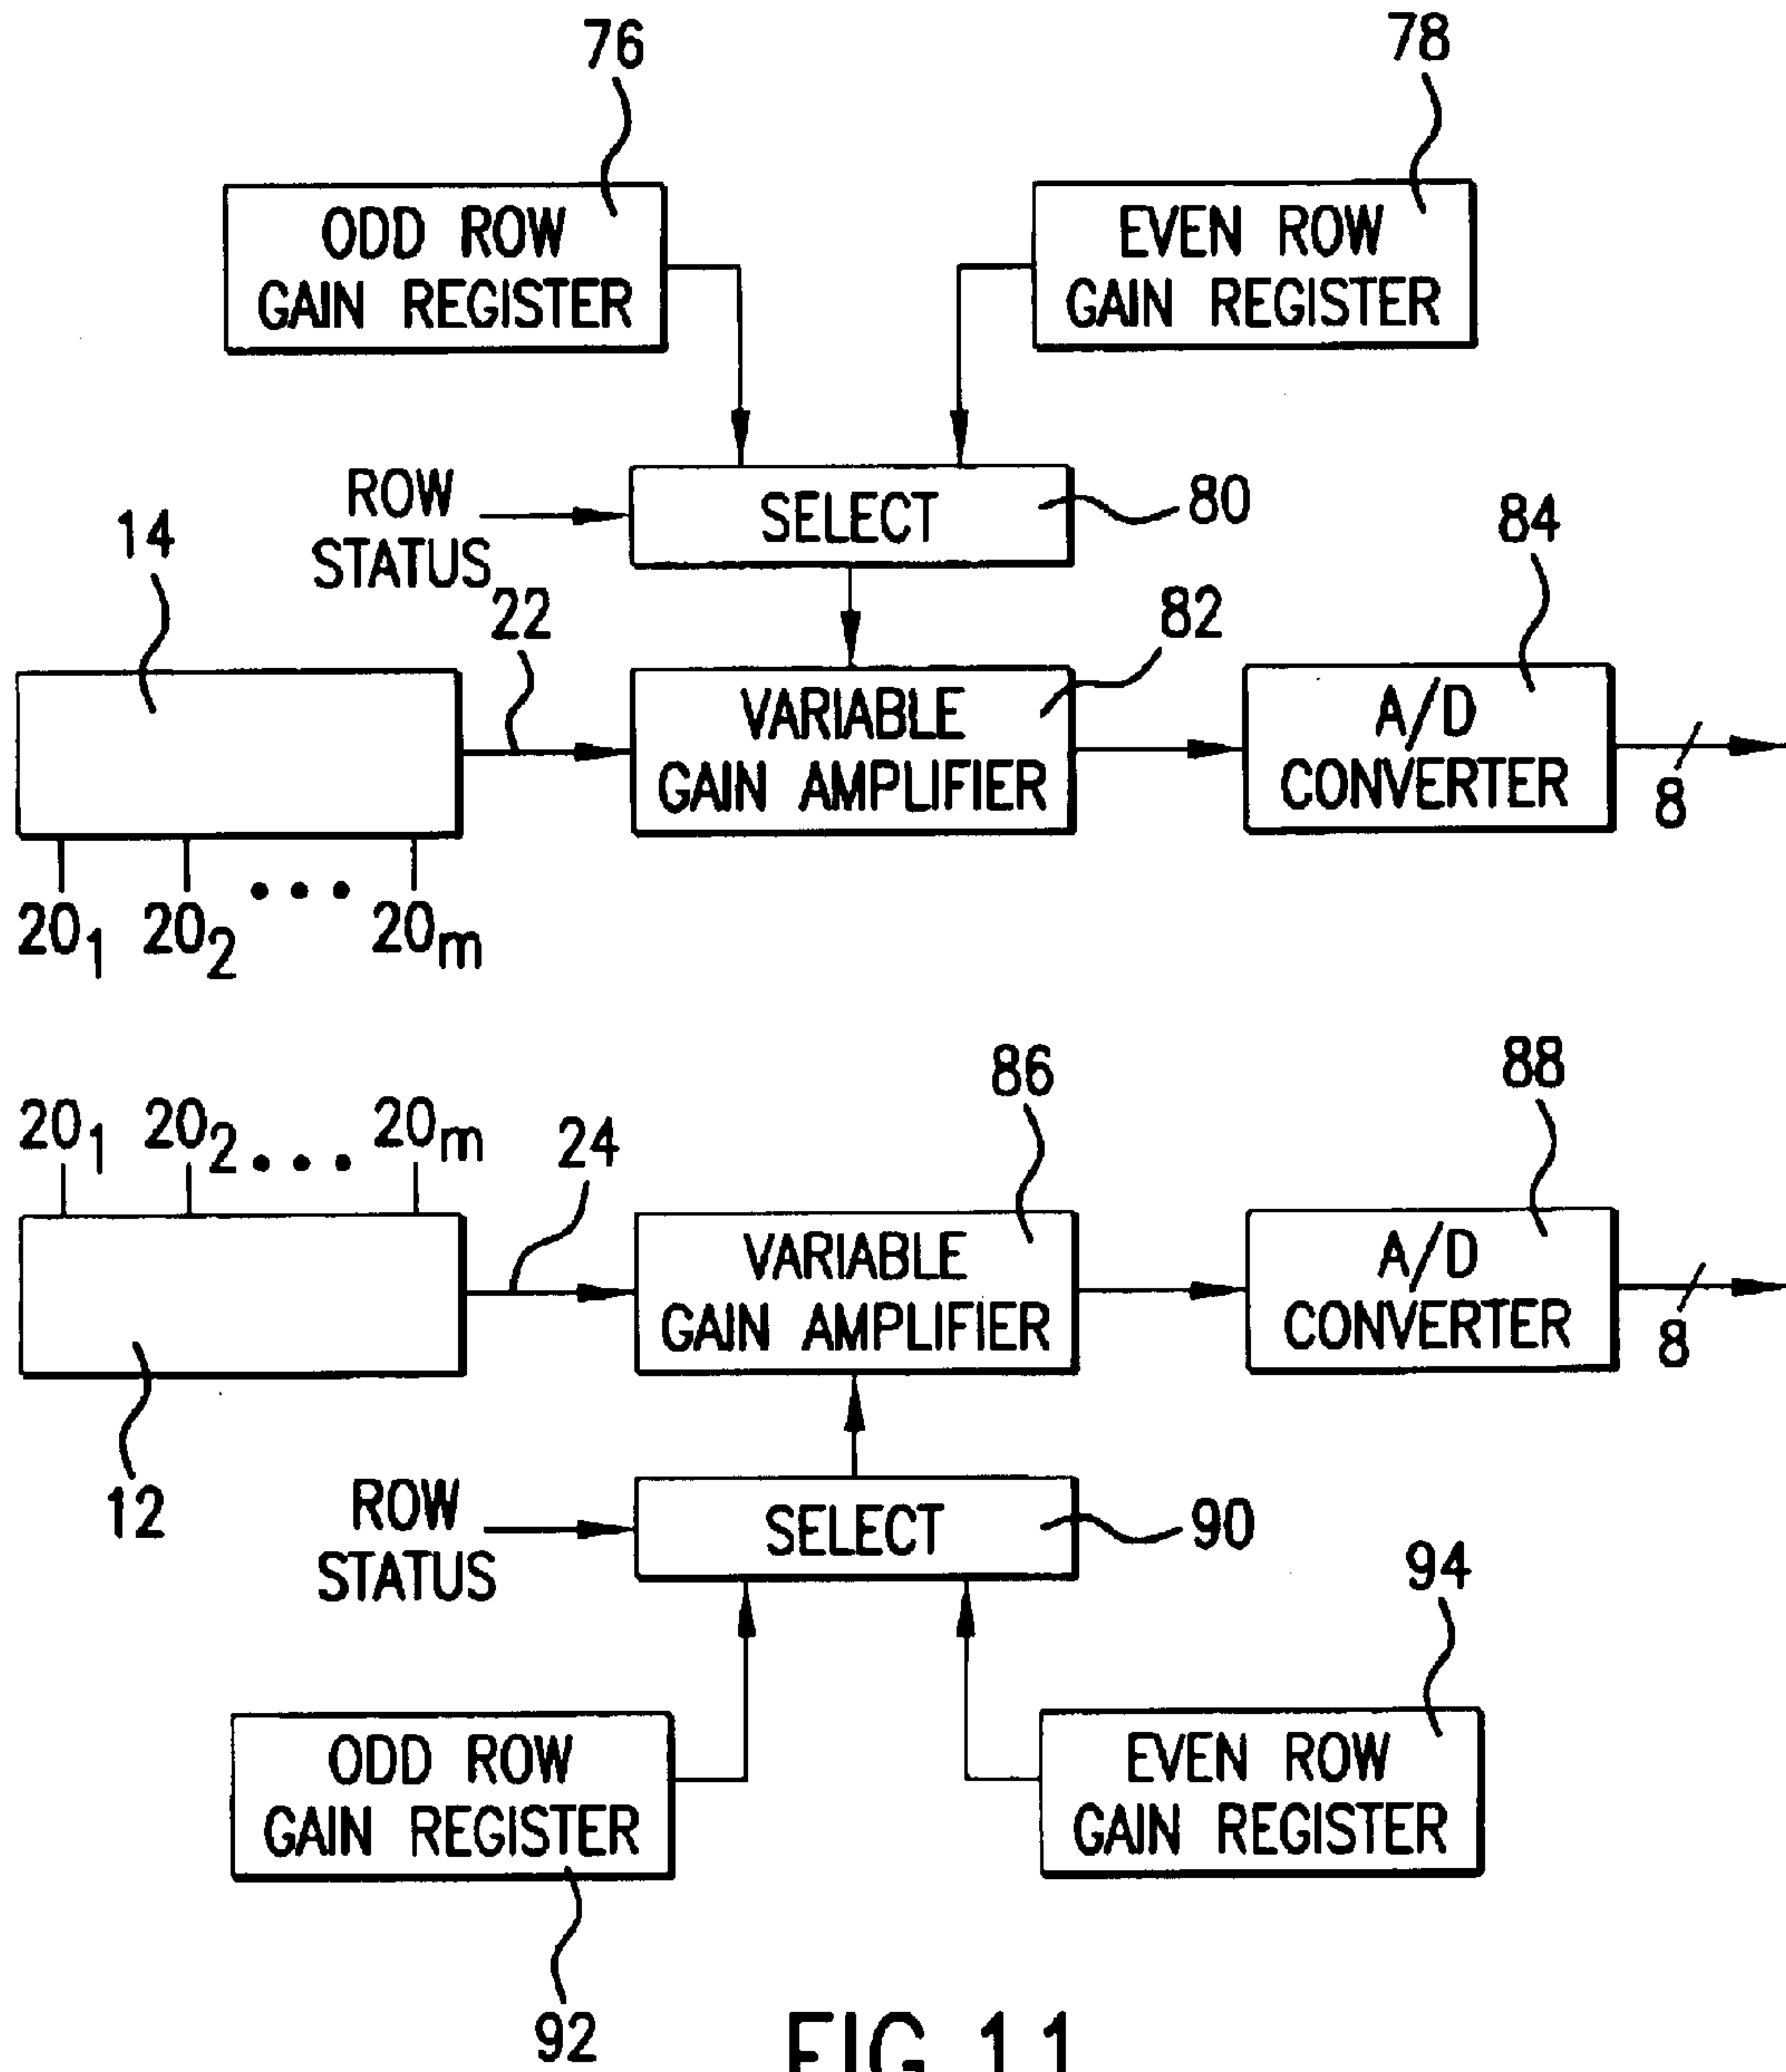 76
78
ODD ROW
GAIN REGISTER
EVEN ROW
GAIN REGISTER
ROW
STATUS
SELECT
80
14
22
82
84
VARIABLE
GAIN AMPLIFIER
A/D
CONVERTER
8
20₁ 20₂ ••• 20ₘ
86
88
20₁ 20₂ ••• 20ₘ
24
VARIABLE
GAIN AMPLIFIER
A/D
CONVERTER
8
12
ROW
STATUS
SELECT
90
94
ODD ROW
GAIN REGISTER
EVEN ROW
GAIN REGISTER
92
FIG.11